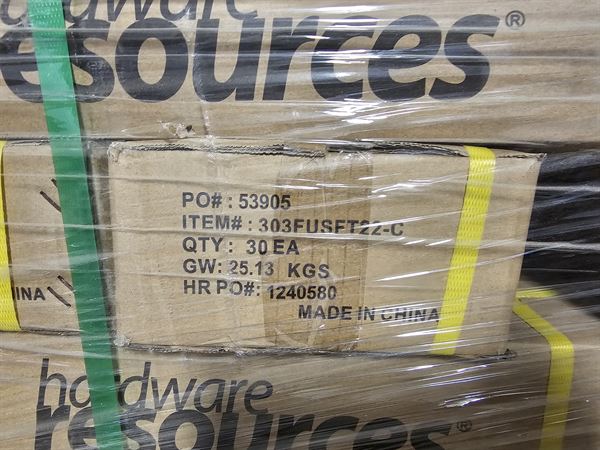 hardware
resources®
PO# : 53905
ITEM# : 303FUSFT22-C
QTY : 30 EA
GW: 25.13 KGS
HR PO#: 1240580
MADE IN CHINA
INA
hardware
resources®